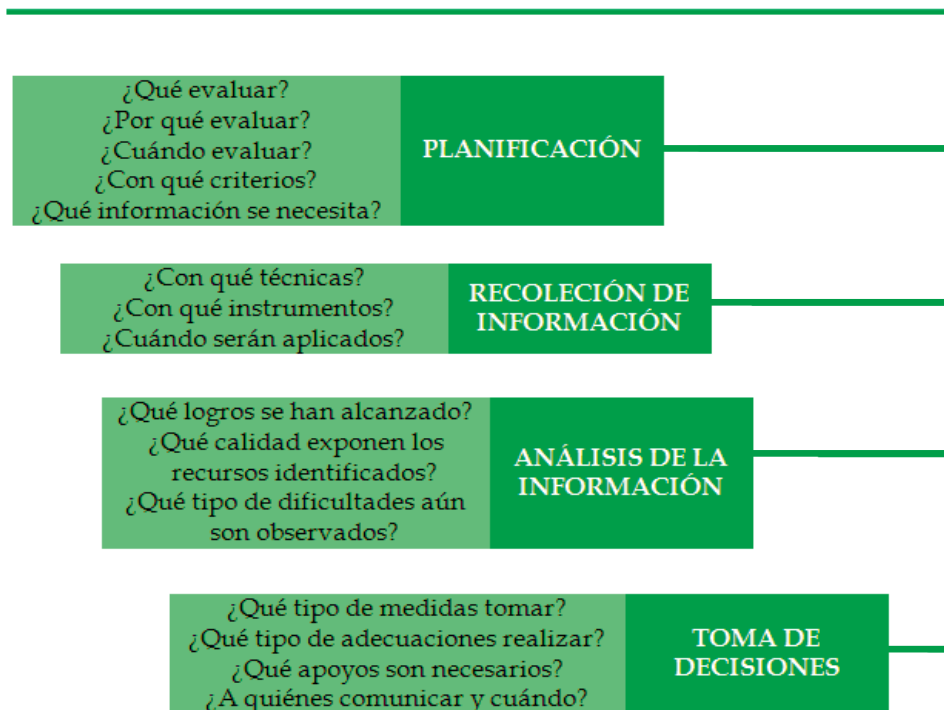 ¿Qué evaluar?
¿Por qué evaluar?
¿Cuándo evaluar?
¿Con qué criterios?
¿Qué información se necesita?
PLANIFICACIÓN
¿Con qué técnicas?
¿Con qué instrumentos?
¿Cuándo serán aplicados?
RECOLECIÓN DE
INFORMACIÓN
¿Qué logros se han alcanzado?
¿Qué calidad exponen los
recursos identificados?
¿Qué tipo de dificultades aún
son observados?
ANÁLISIS DE LA
INFORMACIÓN
¿Qué tipo de medidas tomar?
¿Qué tipo de adecuaciones realizar?
¿Qué apoyos son necesarios?
¿A quiénes comunicar y cuándo?
TOMA DE
DECISIONES